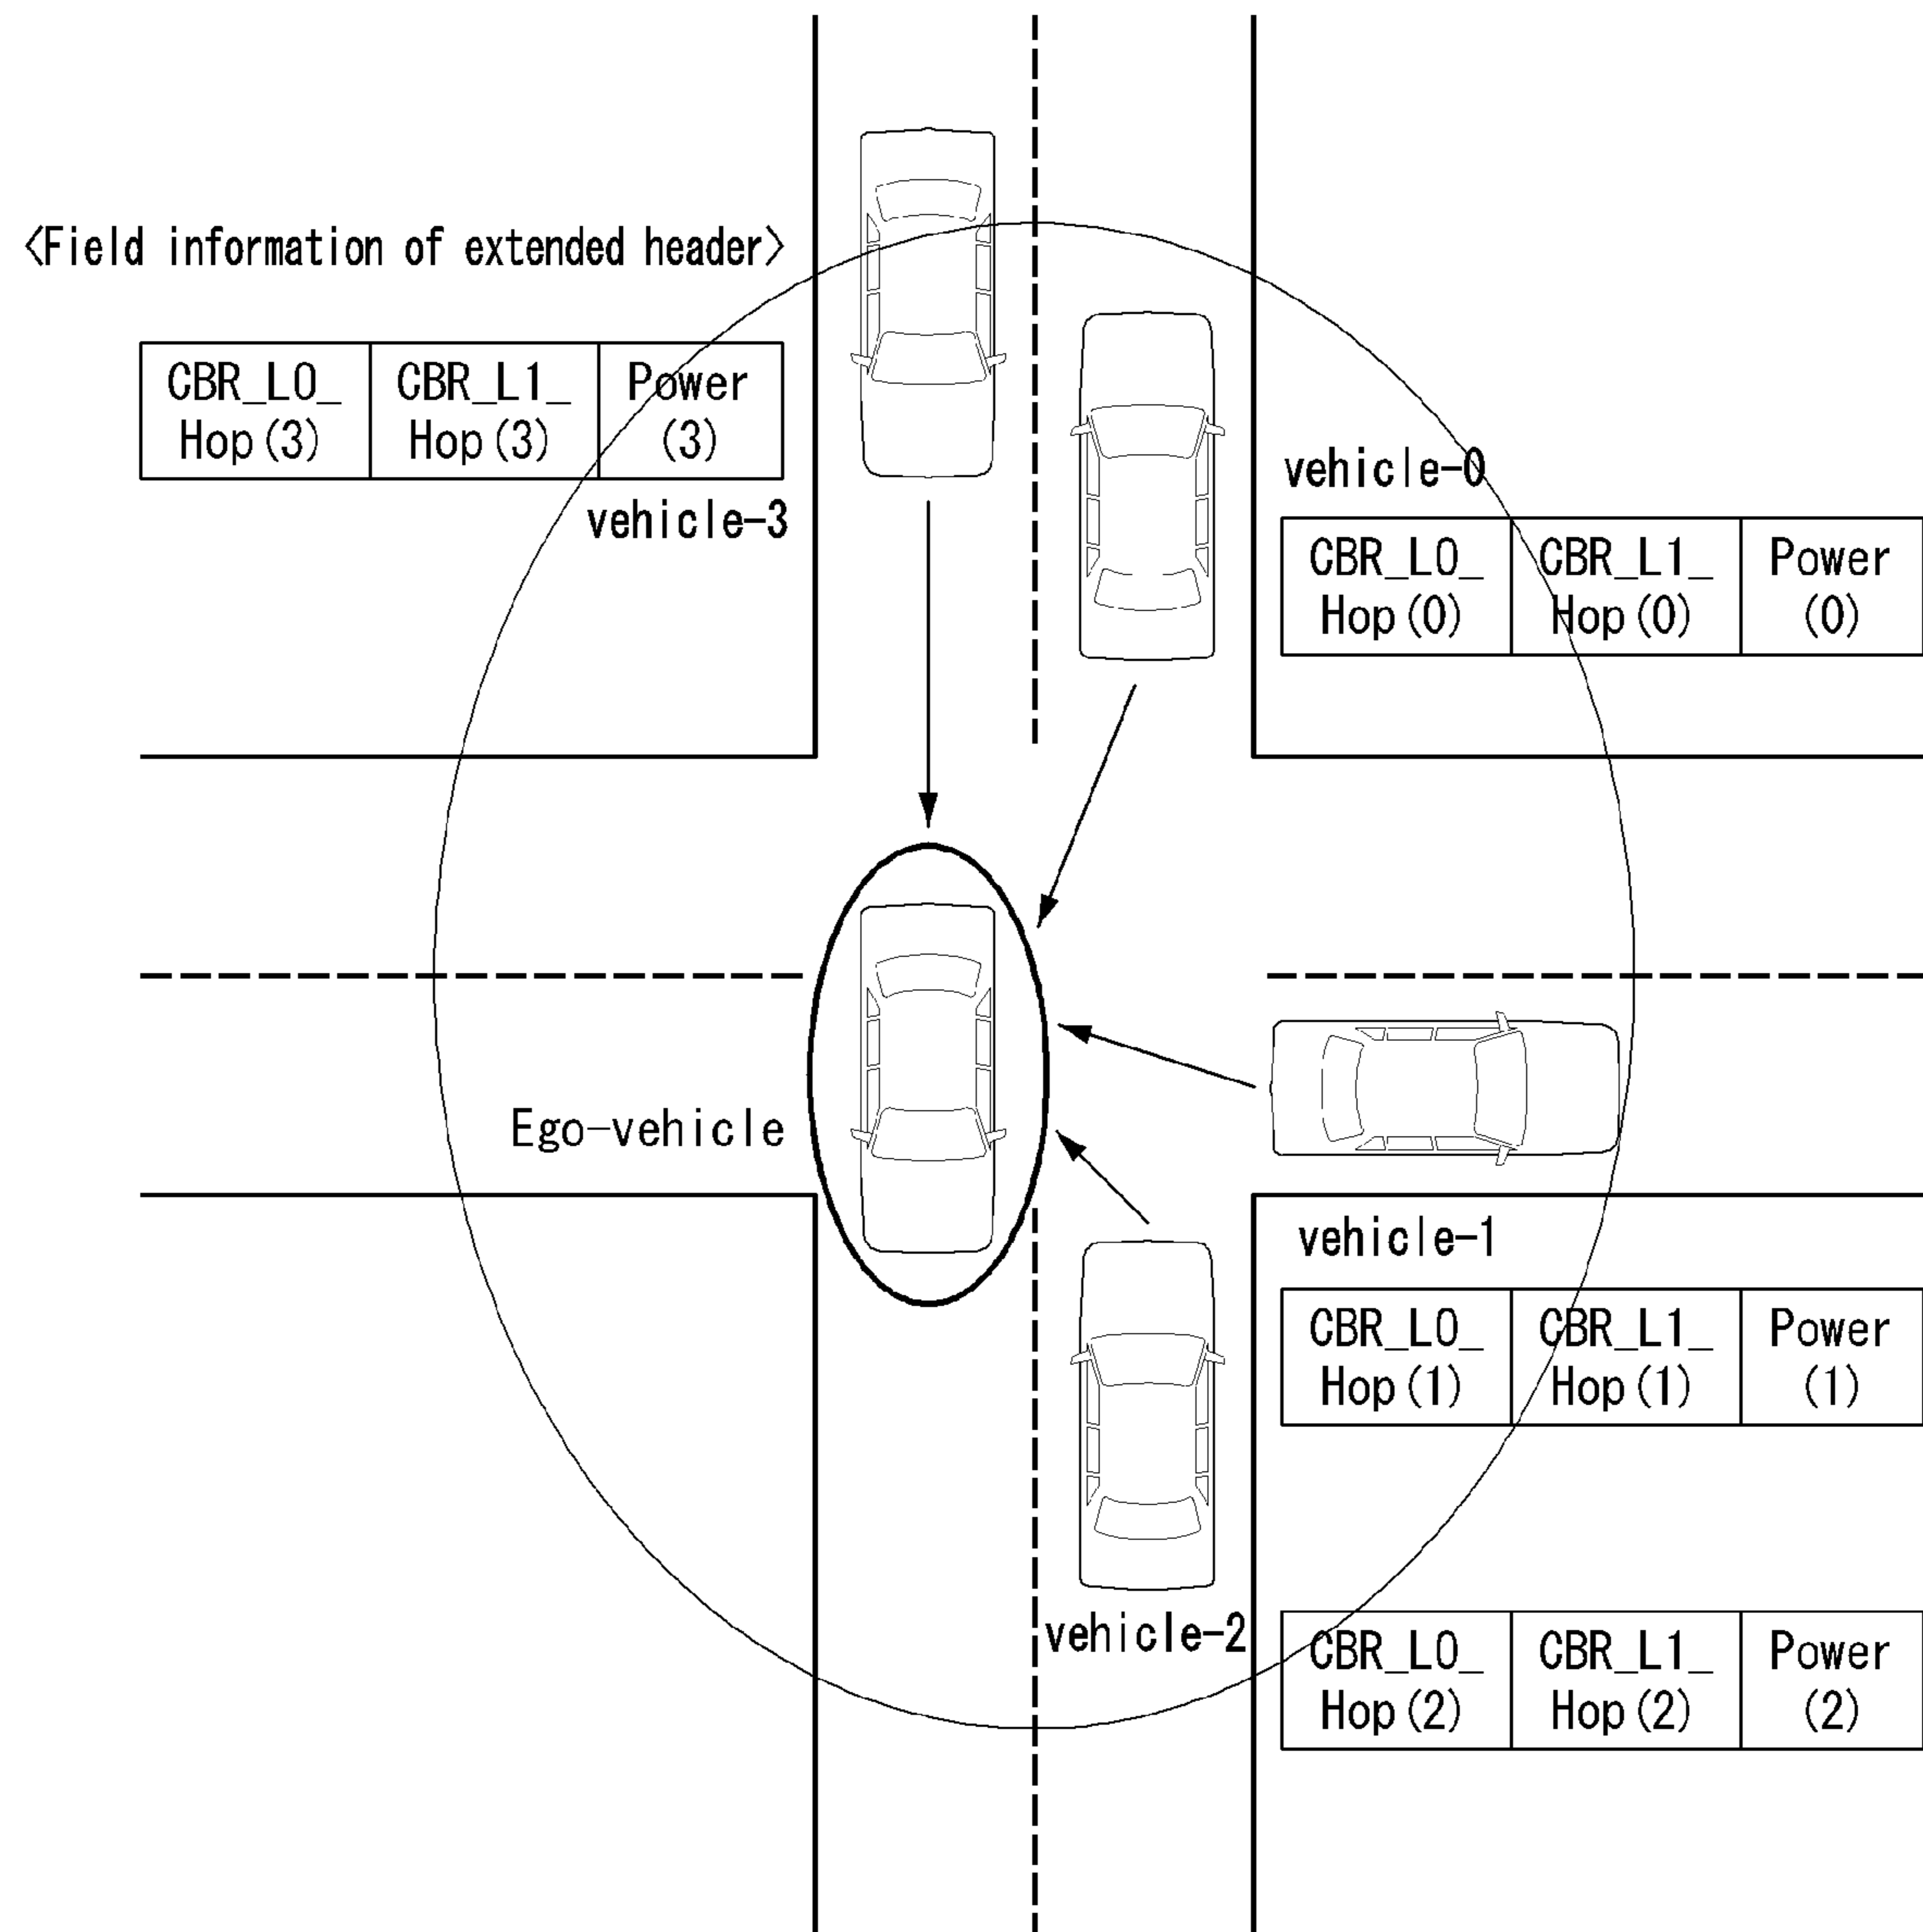 <Field information of extended header>
CBR_L0_ CBR_L1_ Power
Hop(3) Hop(3) (3)
vehicle-3
vehicle-0
CBR_L0_ CBR_L1_ Power
Hop(0) Hop(0) (0)
Ego-vehicle
vehicle-1
CBR_L0_ CBR_L1_ Power
Hop(1) Hop(1) (1)
vehicle-2
CBR_L0_ CBR_L1_ Power
Hop(2) Hop(2) (2)